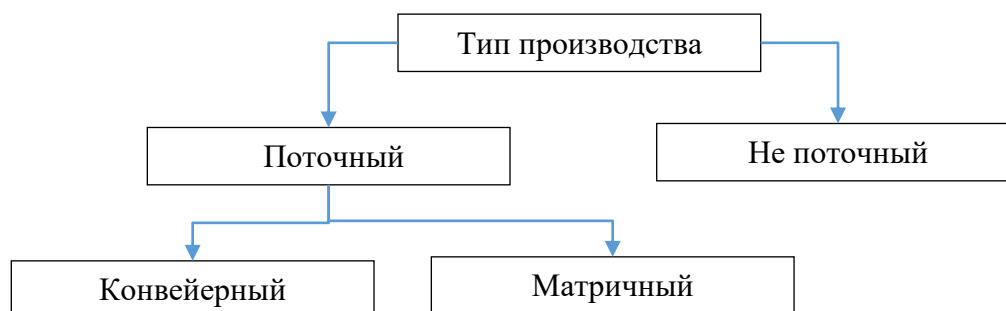 Тип производства
Поточный
Не поточный
Конвейерный
Матричный